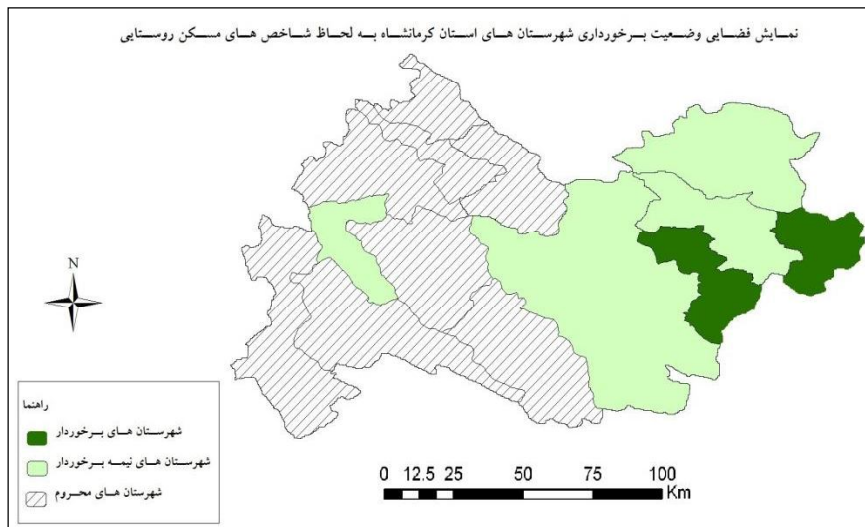 نمایش فضایی وضعیت برخورداری شهرستان های استان کرمانشاه به لحاظ شاخص های مسکن روستایی
N
راهنما
شهرستان های برخوردار
شهرستان های نیمه برخوردار
شهرستان های محروم
0 12.5 25 50 75 100
Km